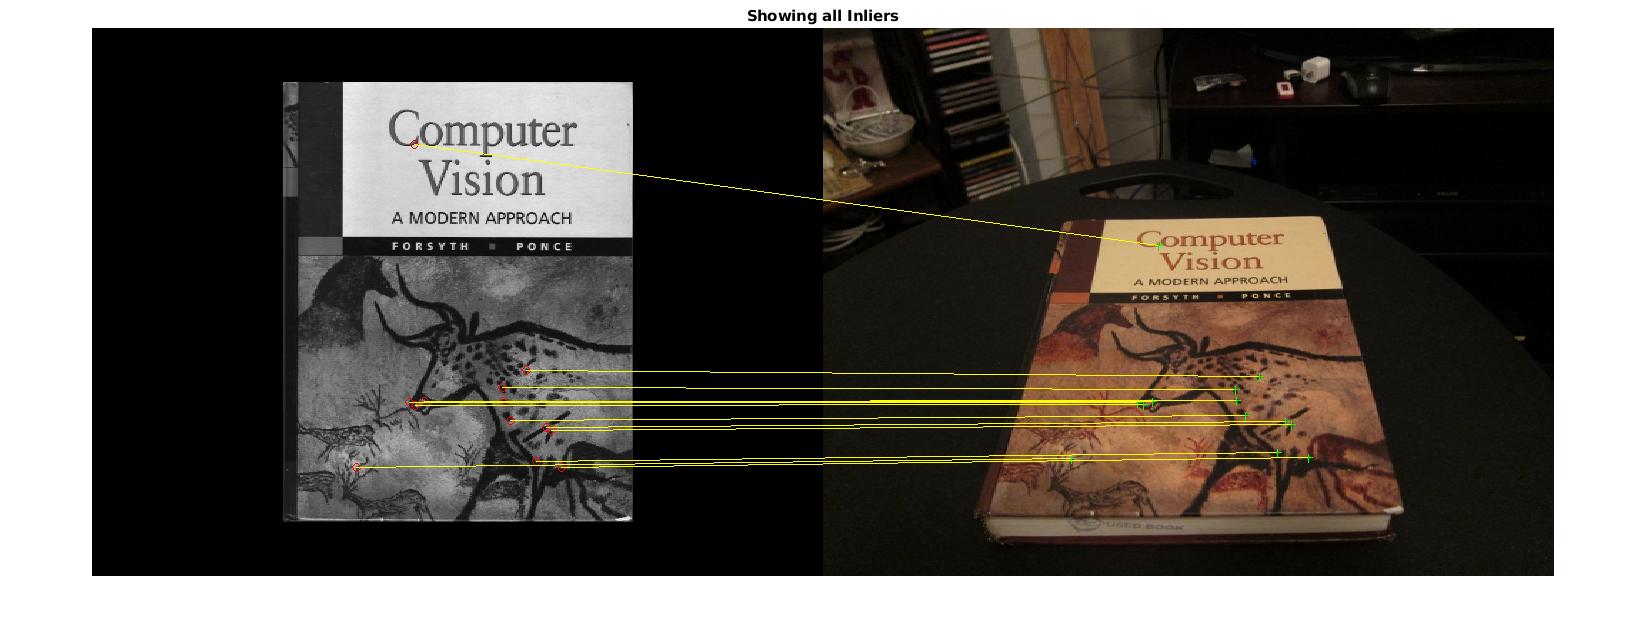 Showing all Inliers
Computer
Vision
A MODERN APPROACH
FORSYTH ■ PONCE
Computer
Vision
A MODERN APPROACH
FORSYTH ■ PONCE
USED BOOK